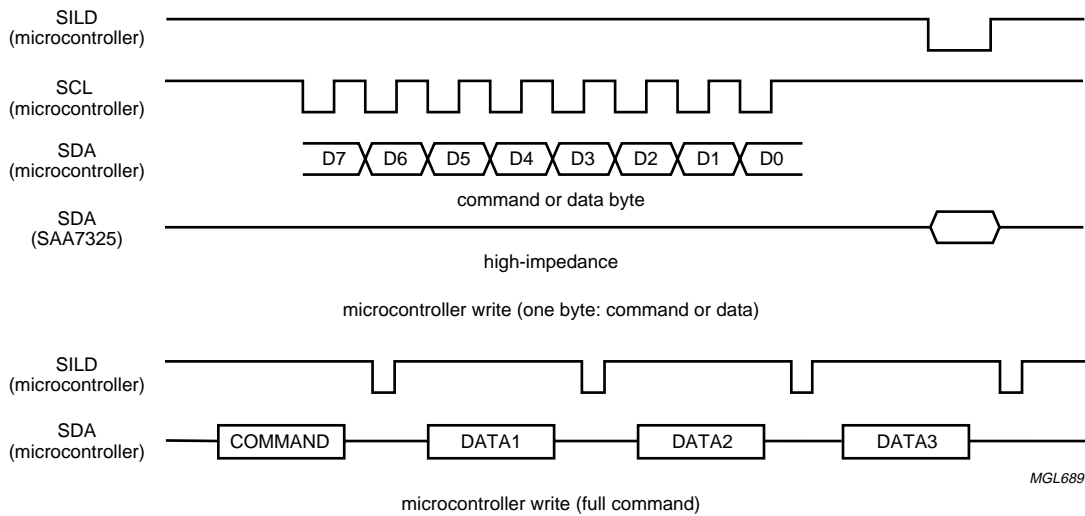 SILD
(microcontroller)
SCL
(microcontroller)
SDA
(microcontroller)
D7 D6 D5 D4 D3 D2 D1 D0
command or data byte
SDA
(SAA7325)
high-impedance
microcontroller write (one byte: command or data)
SILD
(microcontroller)
SDA
(microcontroller)
COMMAND DATA1 DATA2 DATA3
MGL689
microcontroller write (full command)